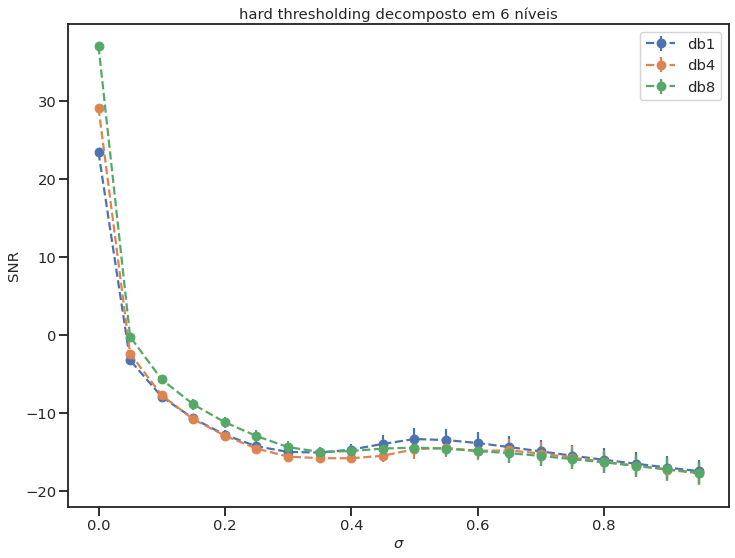 hard thresholding decomposto em 6 níveis
db1
db4
db8
SNR
30
20
10
0
−10
−20
0.0 0.2 0.4 0.6 0.8
σ